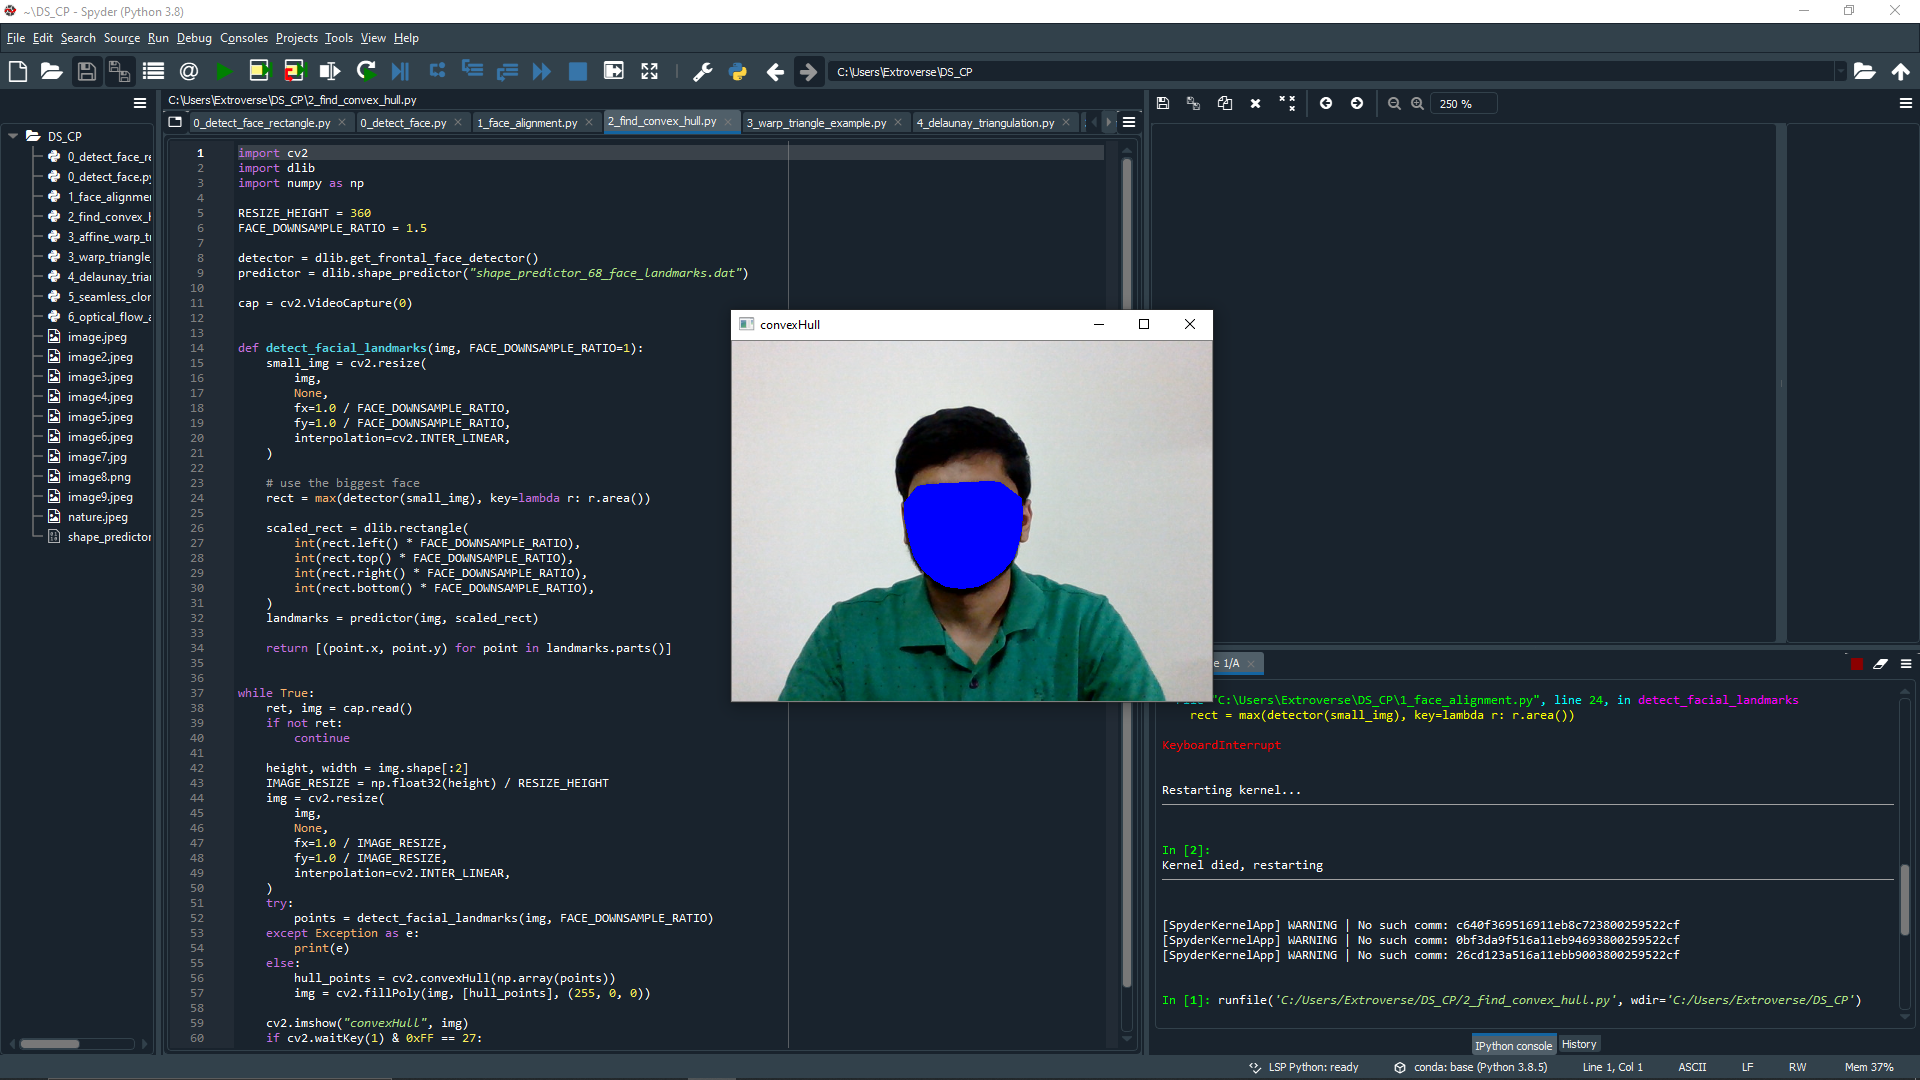 ~\DS_CP - Spyder (Python 3.8)
File Edit Search Source Run Debug Consoles Projects Tools View Help
C:\Users\Extroverse\DS_CP
C:\Users\Extroverse\DS_CP\2_find_convex_hull.py
250 %
0_detect_face_rectangle.py 0_detect_face.py 1_face_alignment.py 2_find_convex_hull.py 3_warp_triangle_example.py 4_delaunay_triangulation.py
DS_CP
0_detect_face_re
0_detect_face.py
1_face_alignmen
2_find_convex_h
3_affine_warp_tr
3_warp_triangle_
4_delaunay_trian
5_seamless_clon
6_optical_flow_a
image.jpeg
image2.jpeg
image3.jpeg
image4.jpeg
image5.jpeg
image6.jpeg
image7.jpg
image8.png
image9.jpeg
nature.jpeg
shape_predictor
1 import cv2
2 import dlib
3 import numpy as np
4
5 RESIZE_HEIGHT = 360
6 FACE_DOWNSAMPLE_RATIO = 1.5
7
8 detector = dlib.get_frontal_face_detector()
9 predictor = dlib.shape_predictor("shape_predictor_68_face_landmarks.dat")
10
11 cap = cv2.VideoCapture(0)
12
13
14 def detect_facial_landmarks(img, FACE_DOWNSAMPLE_RATIO=1):
15 small_img = cv2.resize(
16 img,
17 None,
18 fx=1.0 / FACE_DOWNSAMPLE_RATIO,
19 fy=1.0 / FACE_DOWNSAMPLE_RATIO,
20 interpolation=cv2.INTER_LINEAR,
21 )
22
23 # use the biggest face
24 rect = max(detector(small_img), key=lambda r: r.area())
25
26 scaled_rect = dlib.rectangle(
27 int(rect.left() * FACE_DOWNSAMPLE_RATIO),
28 int(rect.top() * FACE_DOWNSAMPLE_RATIO),
29 int(rect.right() * FACE_DOWNSAMPLE_RATIO),
30 int(rect.bottom() * FACE_DOWNSAMPLE_RATIO),
31 )
32 landmarks = predictor(img, scaled_rect)
33
34 return [(point.x, point.y) for point in landmarks.parts()]
35
36
37 while True:
38 ret, img = cap.read()
39 if not ret:
40 continue
41
42 height, width = img.shape[:2]
43 IMAGE_RESIZE = np.float32(height) / RESIZE_HEIGHT
44 img = cv2.resize(
45 img,
46 None,
47 fx=1.0 / IMAGE_RESIZE,
48 fy=1.0 / IMAGE_RESIZE,
49 interpolation=cv2.INTER_LINEAR,
50 )
51 try:
52 points = detect_facial_landmarks(img, FACE_DOWNSAMPLE_RATIO)
53 except Exception as e:
54 print(e)
55 else:
56 hull_points = cv2.convexHull(np.array(points))
57 img = cv2.fillPoly(img, [hull_points], (255, 0, 0))
58
59 cv2.imshow("convexHull", img)
60 if cv2.waitKey(1) & 0xFF == 27:
convexHull
e 1/A
"C:\Users\Extroverse\DS_CP\1_face_alignment.py", line 24, in detect_facial_landmarks
rect = max(detector(small_img), key=lambda r: r.area())
KeyboardInterrupt
Restarting kernel...
In [2]:
Kernel died, restarting
[SpyderKernelApp] WARNING | No such comm: c640f369516911eb8c723800259522cf
[SpyderKernelApp] WARNING | No such comm: 0bf3da9f516a11eb94693800259522cf
[SpyderKernelApp] WARNING | No such comm: 26cd123a516a11ebb9003800259522cf
In [1]: runfile('C:/Users/Extroverse/DS_CP/2_find_convex_hull.py', wdir='C:/Users/Extroverse/DS_CP')
IPython console History
LSP Python: ready conda: base (Python 3.8.5) Line 1, Col 1 ASCII LF RW Mem 37%